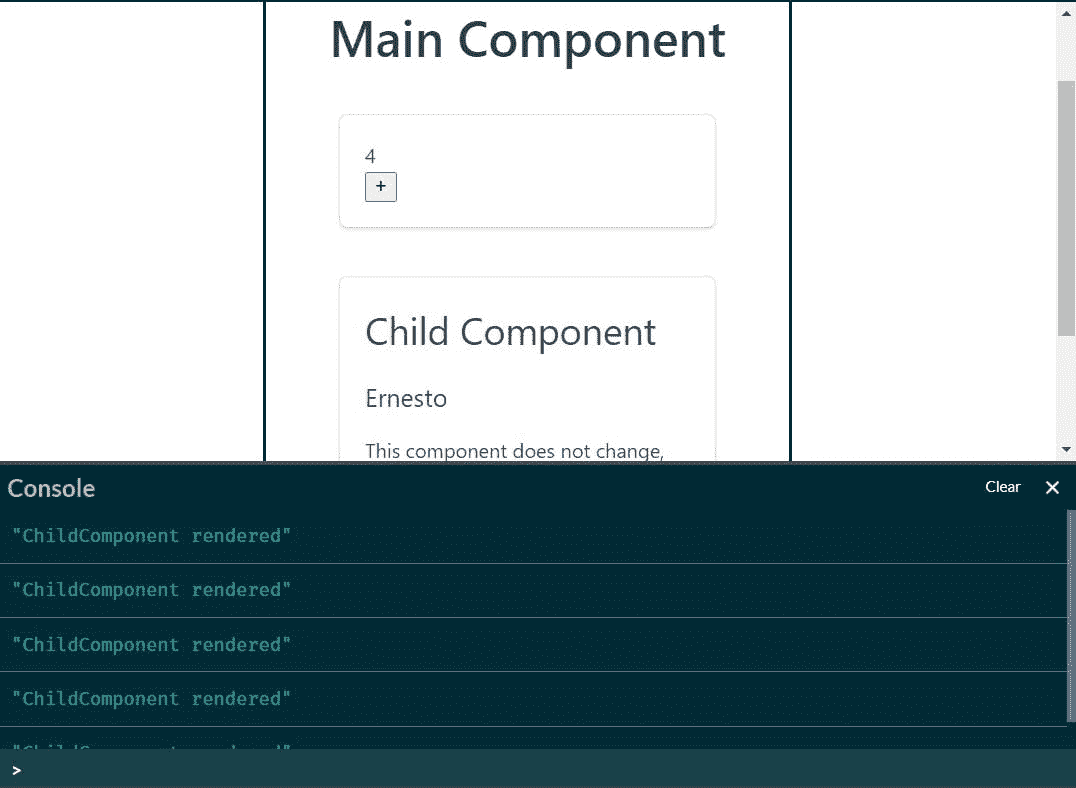 Main Component
4
+
Child Component
Ernesto
This component does not change,
Console
Clear ✕
"ChildComponent rendered"
"ChildComponent rendered"
"ChildComponent rendered"
"ChildComponent rendered"
>